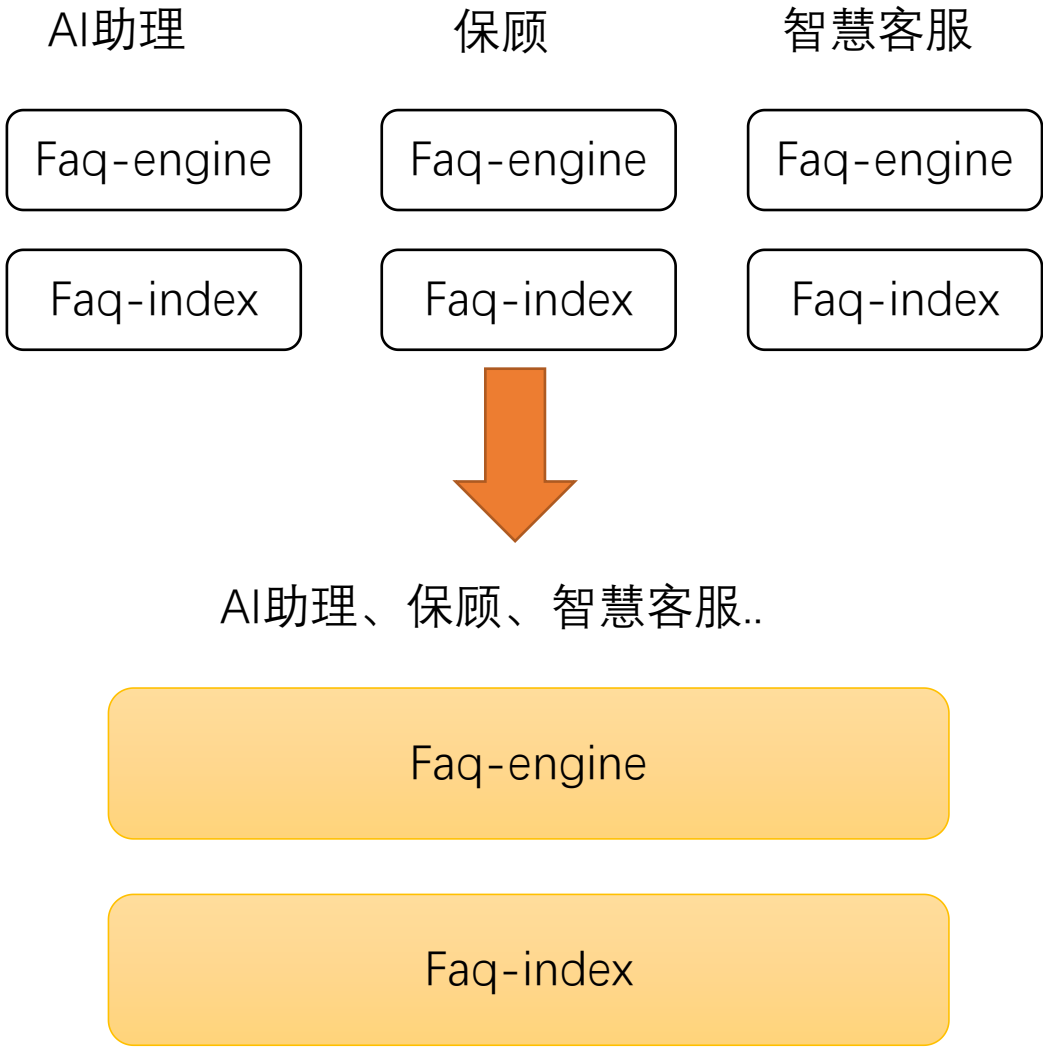 AI助理 保顾 智慧客服
Faq-engine Faq-engine Faq-engine
Faq-index Faq-index Faq-index
AI助理、保顾、智慧客服..
Faq-engine
Faq-index